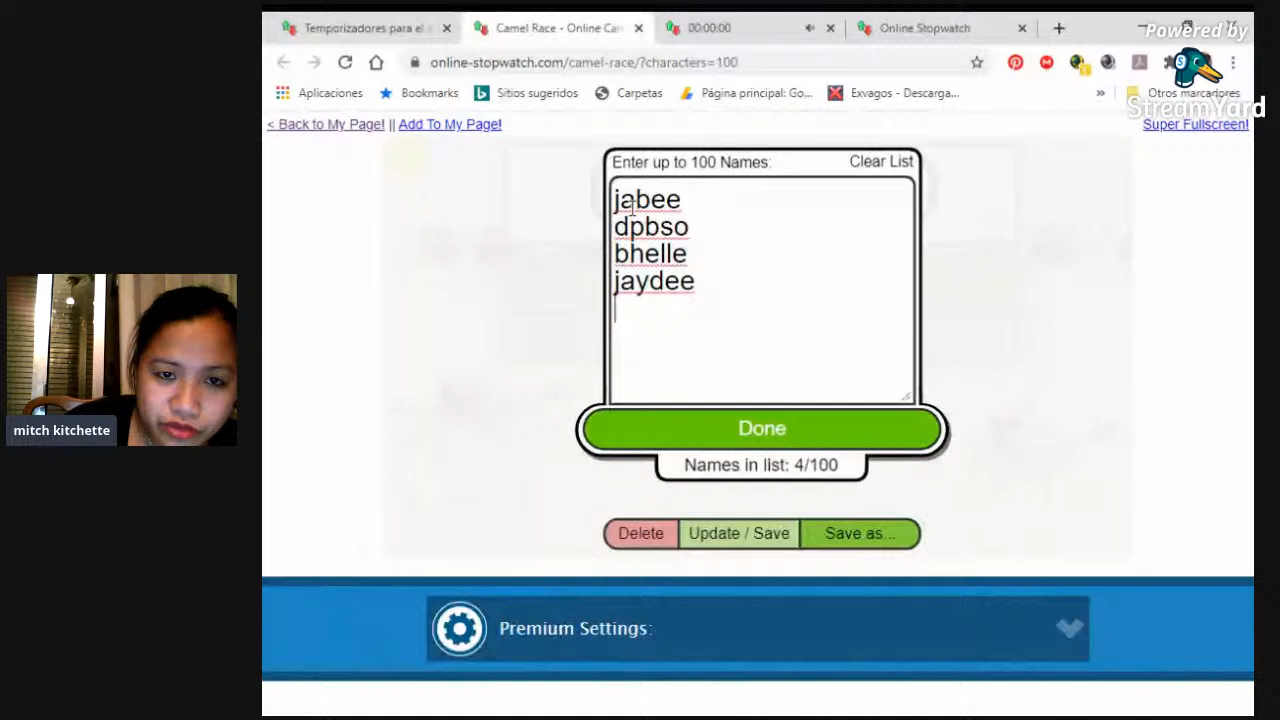 Powered by
StreamYard
Temporizadores para el
Camel Race - Online Cam
00:00:00
Online Stopwatch
online-stopwatch.com/camel-race/?characters=100
Aplicaciones
Bookmarks
Sitios sugeridos
Carpetas
Página principal: Go...
Exvagos - Descarga...
»
Otros marcadores
< Back to My Page! || Add To My Page!
Super Fullscreen!
Enter up to 100 Names:
Clear List
jabee
dpbso
bhelle
jaydee
Done
Names in list: 4/100
Delete
Update / Save
Save as...
mitch kitchette
Premium Settings: